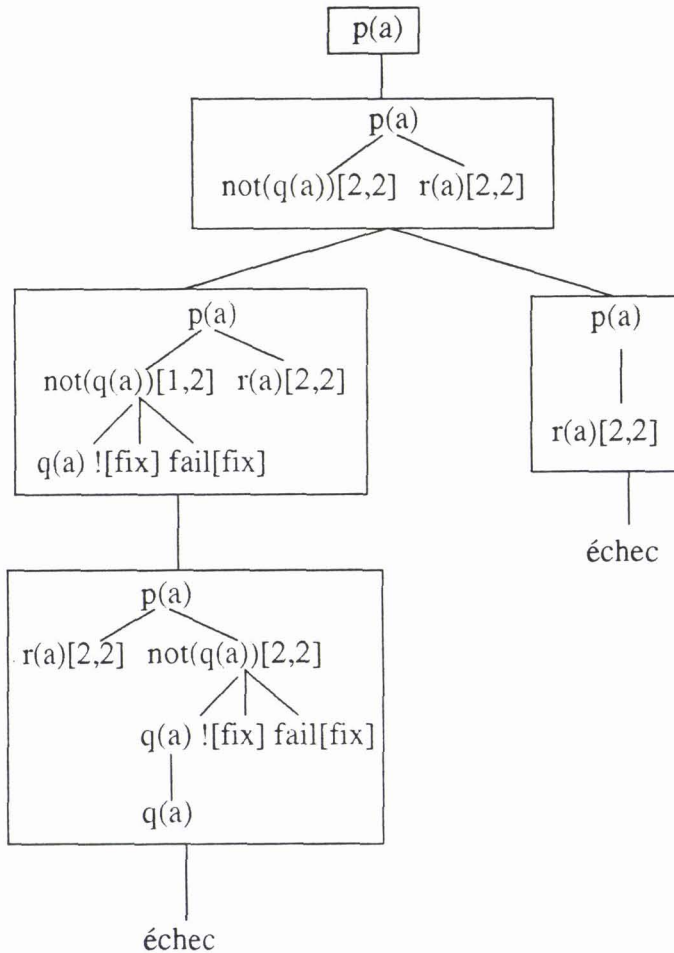 p(a)
p(a)
not(q(a))[2,2] r(a)[2,2]
p(a)
not(q(a))[1,2] r(a)[2,2]
q(a) ![fix] fail[fix]
p(a)
r(a)[2,2]
échec
p(a)
r(a)[2,2] not(q(a))[2,2]
q(a) ![fix] fail[fix]
q(a)
échec